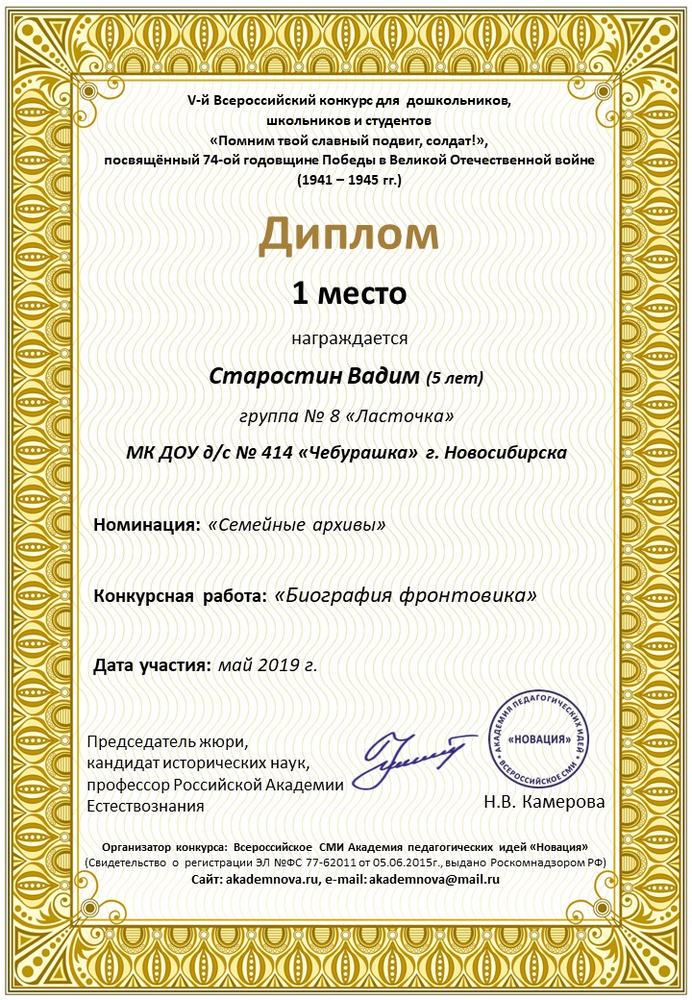 V-й Всероссийский конкурс для дошкольников,
школьников и студентов
«Помним твой славный подвиг, солдат!»,
посвящённый 74-ой годовщине Победы в Великой Отечественной войне
(1941 – 1945 гг.)
Диплом
1 место
награждается
Старостин Вадим (5 лет)
группа № 8 «Ласточка»
МК ДОУ д/с № 414 «Чебурашка» г. Новосибирска
Номинация: «Семейные архивы»
Конкурсная работа: «Биография фронтовика»
Дата участия: май 2019 г.
Председатель жюри,
кандидат исторических наук,
профессор Российской Академии
Естествознания
АКАДЕМИЯ ПЕДАГОГИЧЕСКИХ ИДЕЙ
«НОВАЦИЯ»
* ВСЕРОССИЙСКОЕ СМИ *
Н.В. Камерова
Организатор конкурса: Всероссийское СМИ Академия педагогических идей «Новация»
(Свидетельство о регистрации ЭЛ №ФС 77-62011 от 05.06.2015г., выдано Роскомнадзором РФ)
Сайт: akademnova.ru, e-mail: akademnova@mail.ru